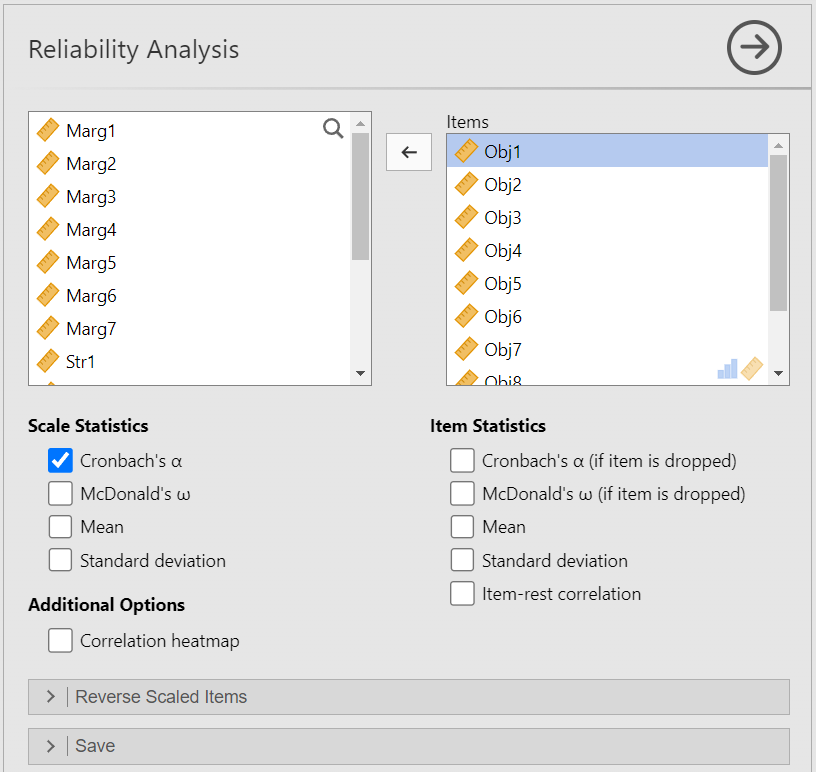 Reliability Analysis
Marg1
Marg2
Marg3
Marg4
Marg5
Marg6
Marg7
Str1
Items
Obj1
Obj2
Obj3
Obj4
Obj5
Obj6
Obj7
Obj8
Scale Statistics
Cronbach's α
McDonald's ω
Mean
Standard deviation
Additional Options
Correlation heatmap
Item Statistics
Cronbach's α (if item is dropped)
McDonald's ω (if item is dropped)
Mean
Standard deviation
Item-rest correlation
Reverse Scaled Items
Save